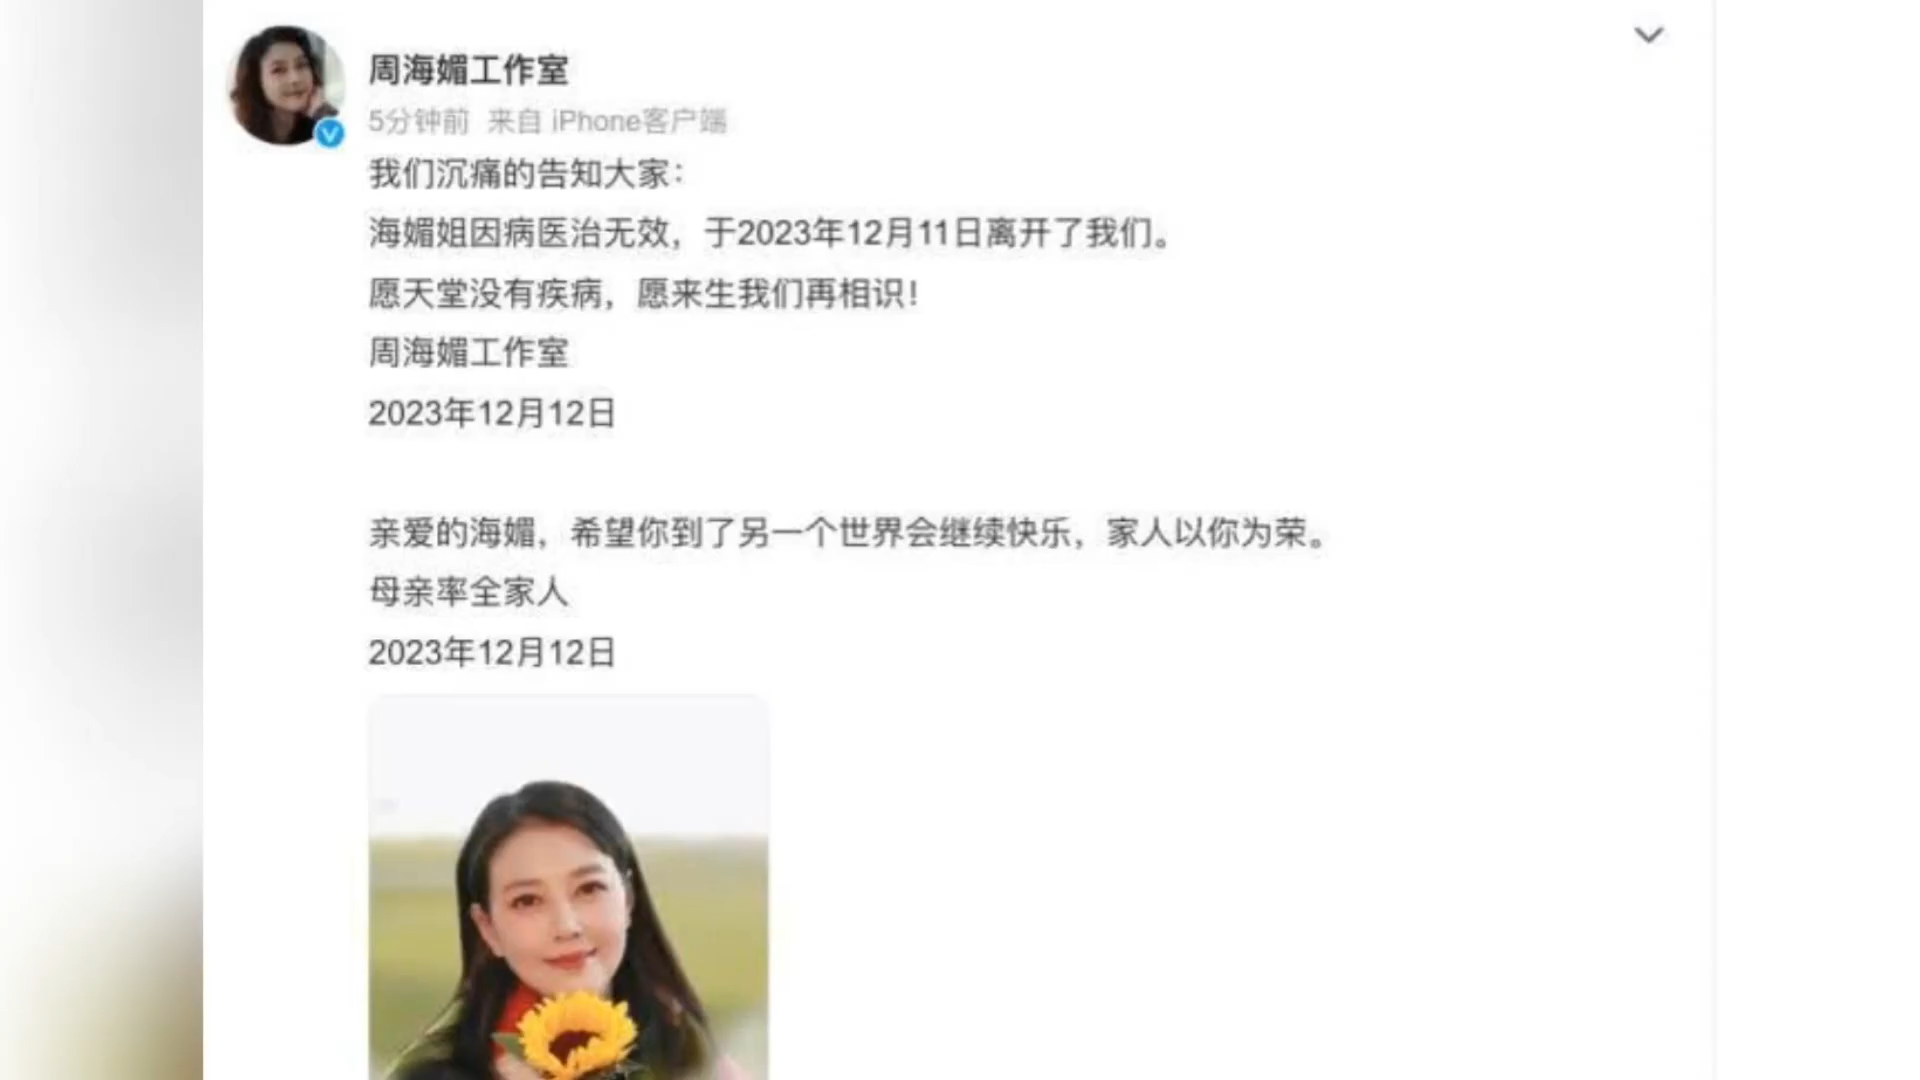 周海媚工作室
5分钟前 来自 iPhone客户端
我们沉痛的告知大家：
海媚姐因病医治无效，于2023年12月11日离开了我们。
愿天堂没有疾病，愿来生我们再相识！
周海媚工作室
2023年12月12日
亲爱的海媚，希望你到了另一个世界会继续快乐，家人以你为荣。
母亲率全家人
2023年12月12日